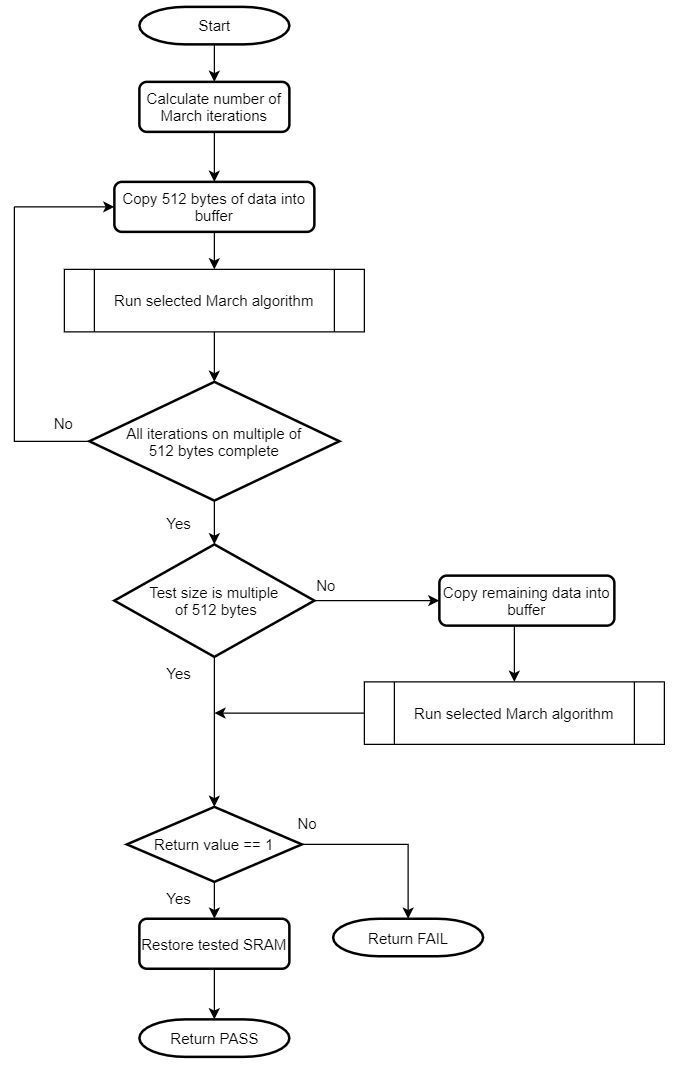 Start
Calculate number of
March iterations
Copy 512 bytes of data into
buffer
Run selected March algorithm
No
All iterations on multiple of
512 bytes complete
Yes
No
Test size is multiple
of 512 bytes
Copy remaining data into
buffer
Yes
Run selected March algorithm
No
Return value == 1
Yes
Restore tested SRAM
Return FAIL
Return PASS